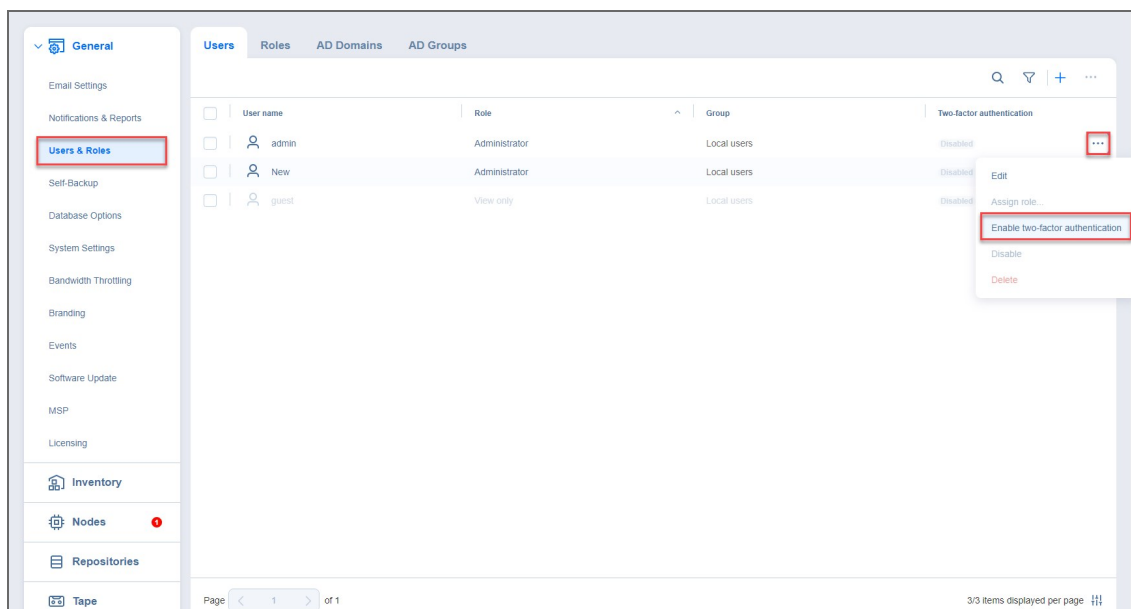 General
Email Settings
Notifications & Reports
Users & Roles
Self-Backup
Database Options
System Settings
Bandwidth Throttling
Branding
Events
Software Update
MSP
Licensing
Inventory
Nodes 1
Repositories
Tape
Users Roles AD Domains AD Groups
User name Role Group Two-factor authentication
admin Administrator Local users Disabled
New Administrator Local users Disabled
guest View only Local users Disabled
Edit
Assign role...
Enable two-factor authentication
Disable
Delete
Page 1 of 1
3/3 items displayed per page